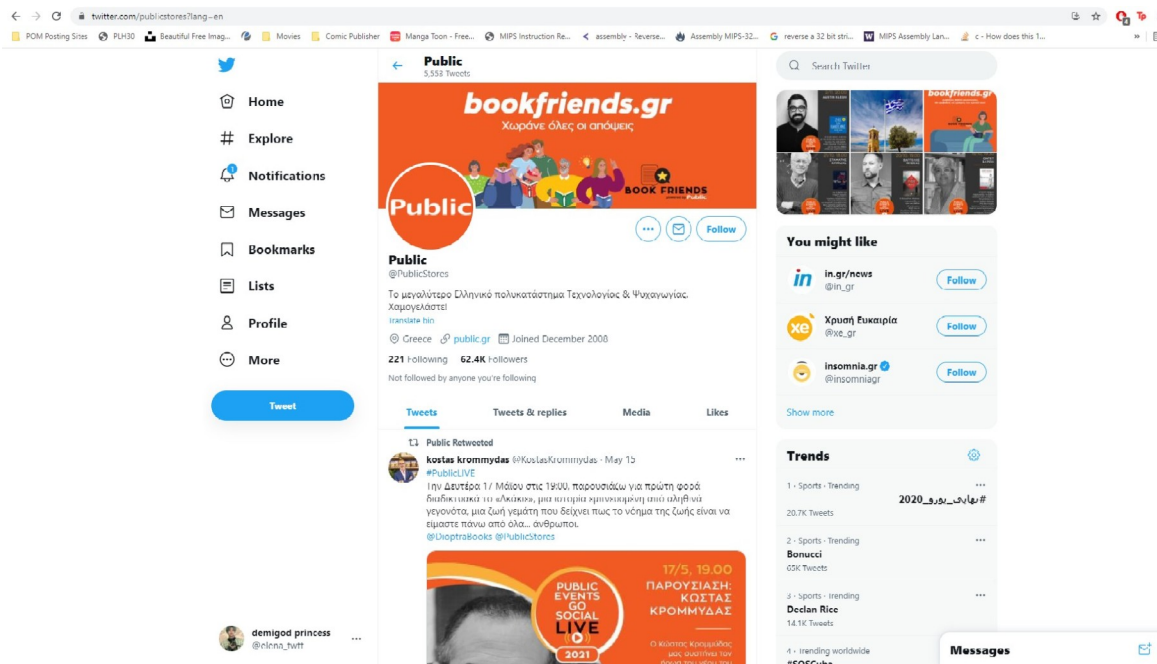 twitter.com/publicstores?lang=en
POM Posting Sites
PLH30
Beautiful Free Imag...
Movies
Comic Publisher
Manga Toon - Free...
MIPS Instruction Re...
assembly - Reverse...
Assembly MIPS-32...
reverse a 32 bit stri...
MIPS Assembly Lan...
c - How does this 1...
Home
Explore
Notifications
Messages
Bookmarks
Lists
Profile
More
Tweet
demigod princess
Public
5,553 Tweets
bookfriends.gr
Χωράνε όλες οι απόψεις
BOOK FRIENDS
Public
Follow
Public
@PublicStores
Το μεγαλύτερο Ελληνικό πολυκατάστημα Τεχνολογίας & Ψυχαγωγίας.
Χαμογελάστε!
Translate bio
Greece public.gr Joined December 2008
221 Following 62.4K Followers
Not followed by anyone you're following
Tweets Tweets & replies Media Likes
Public Retweeted
kostas krommydas @KostasKrommydas · May 15
#PublicLIVE
Την Δευτέρα 17 Μαΐου στις 19:00, παρουσιάζω για πρώτη φορά
διαδικτυακά το «Λκάκιε», μια ιστορία εμπνευσμένη από αληθινά
γεγονότα, μια ζωή γεμάτη που δείχνει πως το νόημα της ζωής είναι να
είμαστε πάνω από όλα... άνθρωποι.
@DioptraBooks @PublicStores
PUBLIC
EVENTS
GO
SOCIAL
LIVE
2021
17/5, 19.00
ΠΑΡΟΥΣΙΑΣΗ:
ΚΩΣΤΑΣ
ΚΡΟΜΜΥΔΑΣ
Ο Κώστας Κρομμύδας
μας συστήνει τον
Search Twitter
bookfriends.gr
You might like
in.gr/news
@in_gr
Follow
Χρυσή Ευκαιρία
@xe_gr
Follow
insomnia.gr
@insomniagr
Follow
Show more
Trends
1 · Sports · Trending
#نهايي_يورو_2020
20.7K Tweets
2 · Sports · Trending
Bonucci
65K Tweets
3 · Sports · Trending
Declan Rice
14.1K Tweets
4 · Trending worldwide
#SOSCuba
Messages